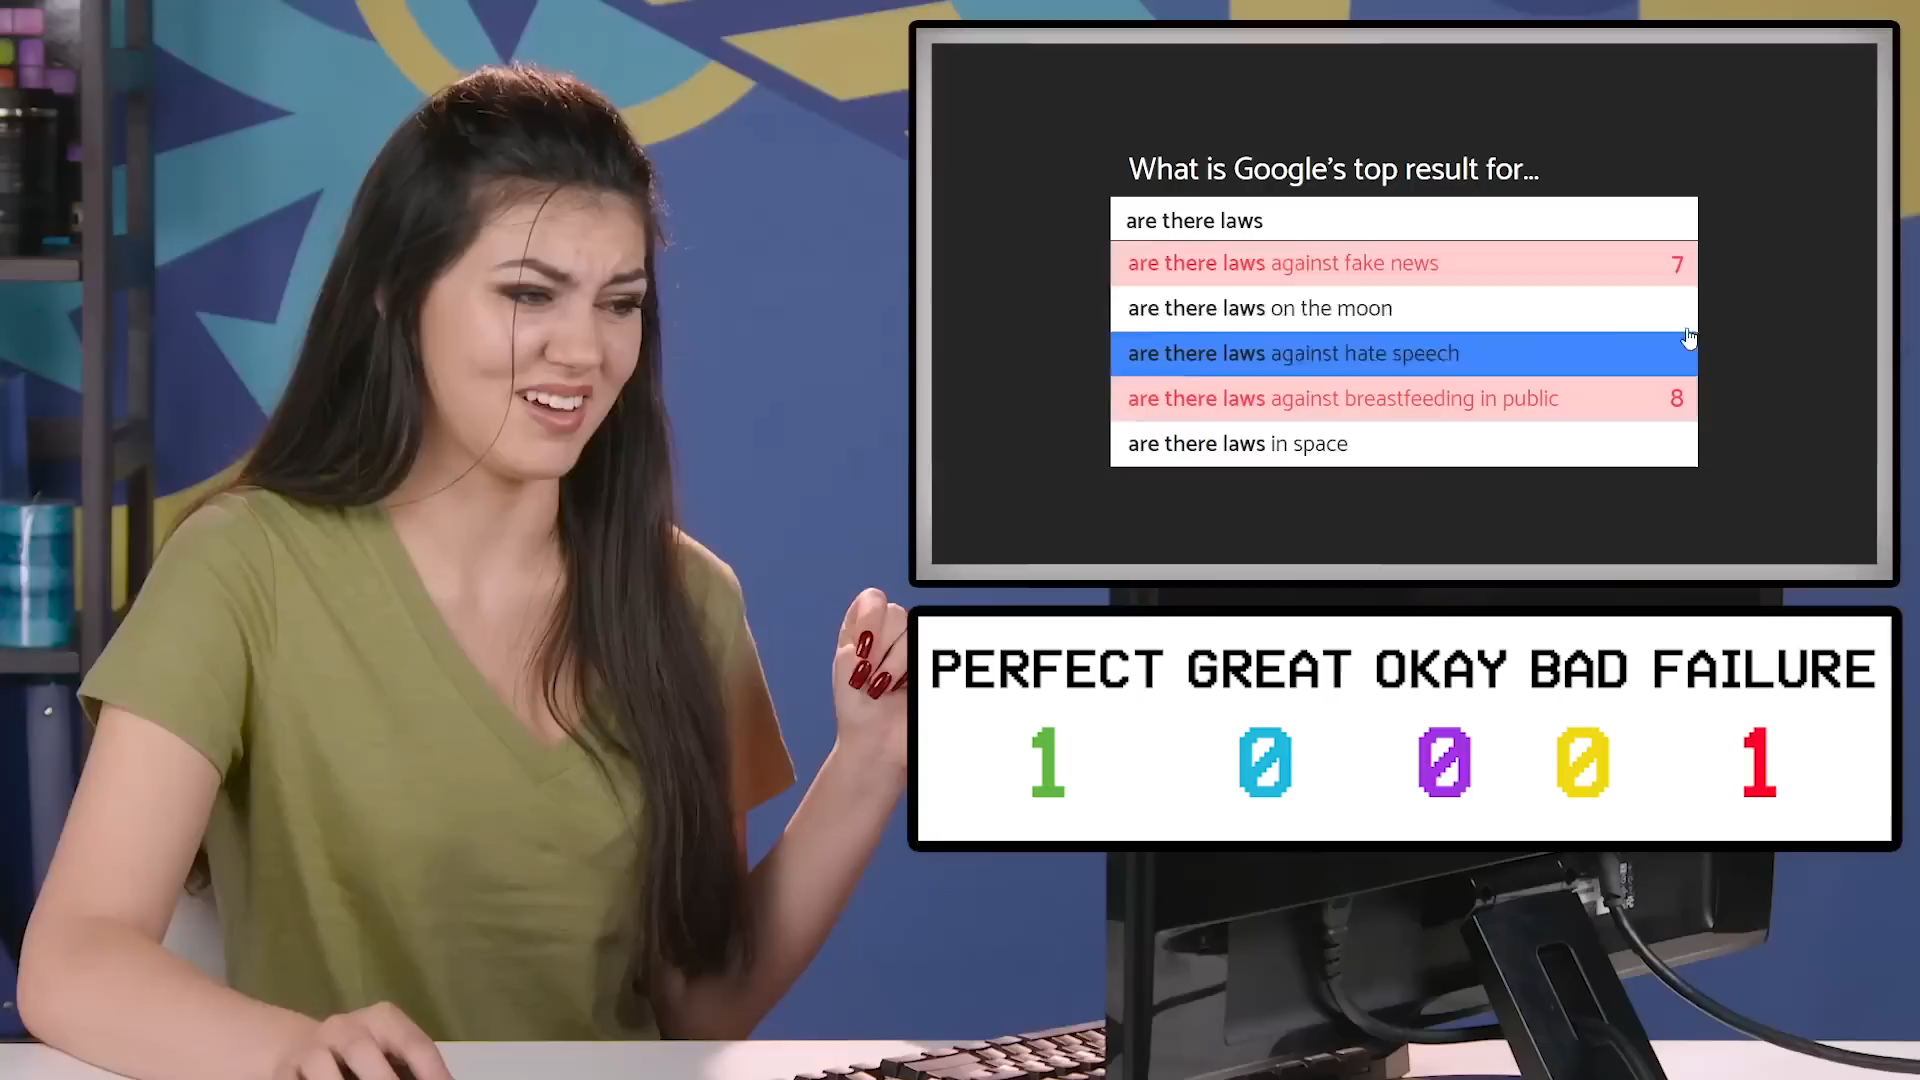 What is Google's top result for...
are there laws
are there laws against fake news 7
are there laws on the moon
are there laws against hate speech
are there laws against breastfeeding in public 8
are there laws in space
PERFECT GREAT OKAY BAD FAILURE
1 0 0 0 1